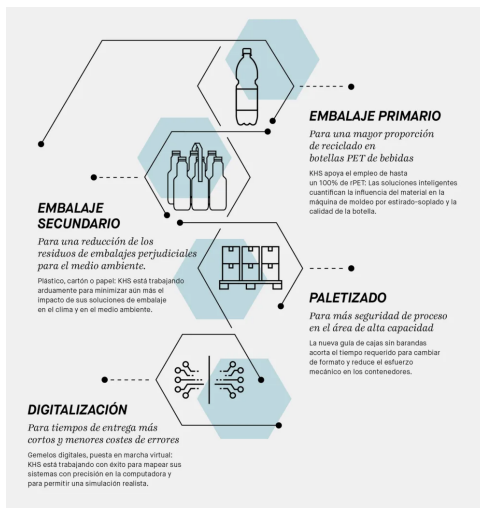 EMBALAJE PRIMARIO
Para una mayor proporción
de reciclado en
botellas PET de bebidas
KHS apoya el empleo de hasta
un 100% de rPET: Las soluciones inteligentes
cuantifican la influencia del material en la
máquina de moldeo por estirado-soplado y la
calidad de la botella.
EMBALAJE
SECUNDARIO
Para una reducción de los
residuos de embalajes perjudiciales
para el medio ambiente.
Plástico, cartón o papel: KHS está trabajando
arduamente para minimizar aún más el
impacto de sus soluciones de embalaje
en el clima y en el medio ambiente.
PALETIZADO
Para más seguridad de proceso
en el área de alta capacidad
La nueva guía de cajas sin barandas
acorta el tiempo requerido para cambiar
de formato y reduce el esfuerzo
mecánico en los contenedores.
DIGITALIZACIÓN
Para tiempos de entrega más
cortos y menores costes de errores
Gemelos digitales, puesta en marcha virtual:
KHS está trabajando con éxito para mapear sus
sistemas con precisión en la computadora y
para permitir una simulación realista.